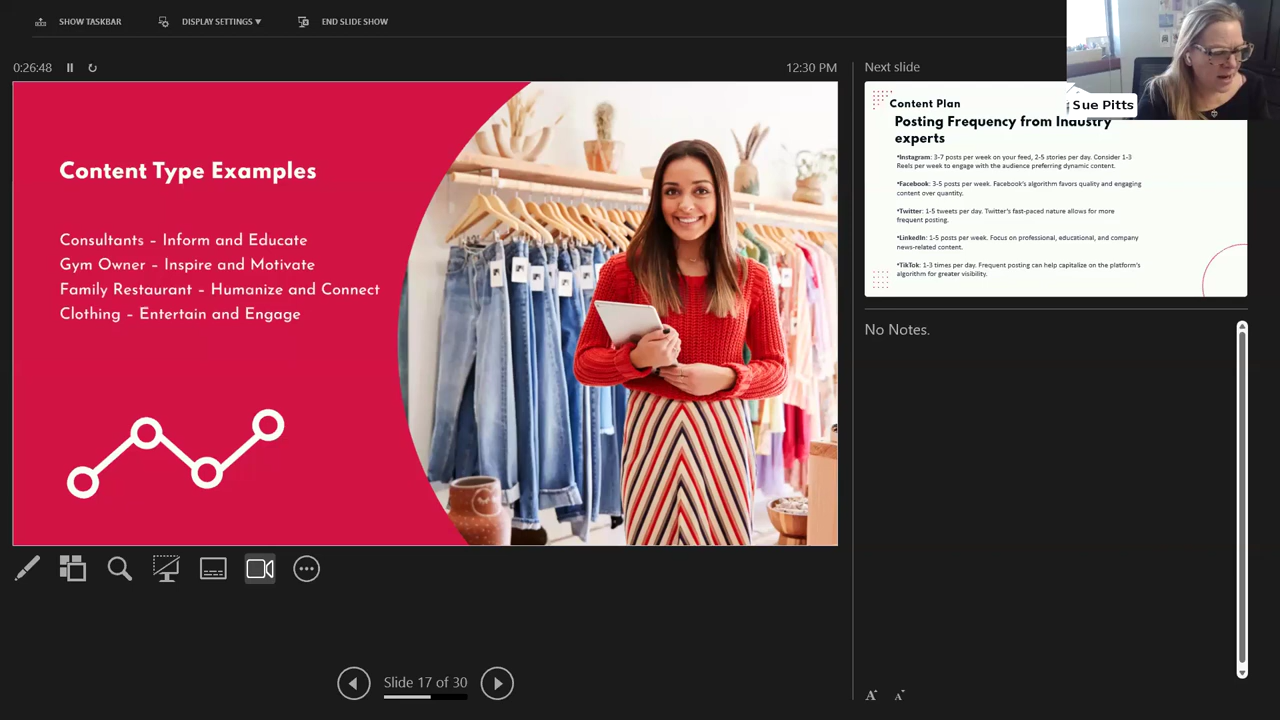 SHOW TASKBAR
DISPLAY SETTINGS ▼
END SLIDE SHOW
0:26:48
12:30 PM
Content Type Examples
Consultants – Inform and Educate
Gym Owner – Inspire and Motivate
Family Restaurant – Humanize and Connect
Clothing – Entertain and Engage
Slide 17 of 30
Next slide
Sue Pitts
Content Plan
Posting Frequency from Industry
experts
*Instagram: 3-7 posts per week on your feed, 2-5 stories per day. Consider 1-3
Reels per week to engage with the audience preferring dynamic content.
*Facebook: 3-5 posts per week. Facebook's algorithm favors quality and engaging
content over quantity.
*Twitter: 1-5 tweets per day. Twitter's fast-paced nature allows for more
frequent posting.
*LinkedIn: 1-5 posts per week. Focus on professional, educational, and company
news-related content.
*TikTok: 1-3 times per day. Frequent posting can help capitalize on the platform's
algorithm for greater visibility.
No Notes.
A A